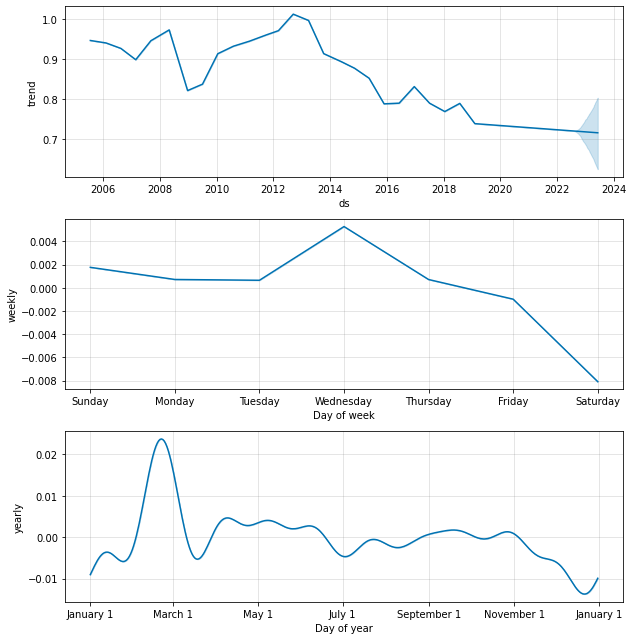 1.0
0.9
0.8
0.7
trend
2006 2008 2010 2012 2014 2016 2018 2020 2022 2024
ds
0.004
0.002
0.000
−0.002
−0.004
−0.006
−0.008
weekly
Sunday Monday Tuesday Wednesday Thursday Friday Saturday
Day of week
0.02
0.01
0.00
−0.01
yearly
January 1 March 1 May 1 July 1 September 1 November 1 January 1
Day of year